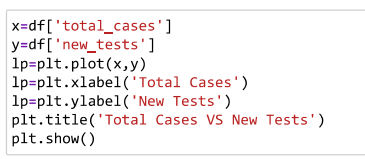 x=df['total_cases']
y=df['new_tests']
lp=plt.plot(x,y)
lp=plt.xlabel('Total Cases')
lp=plt.ylabel('New Tests')
plt.title('Total Cases VS New Tests')
plt.show()